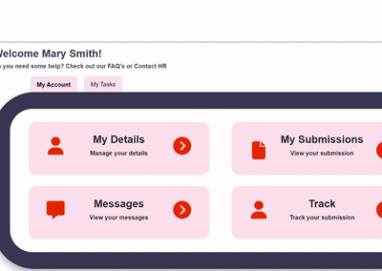 Welcome Mary Smith!
you need some help? Check out our FAQ's or Contact HR
My Account
My Tasks
My Details
Manage your details
My Submissions
View your submission
Messages
View your messages
Track
Track your submission